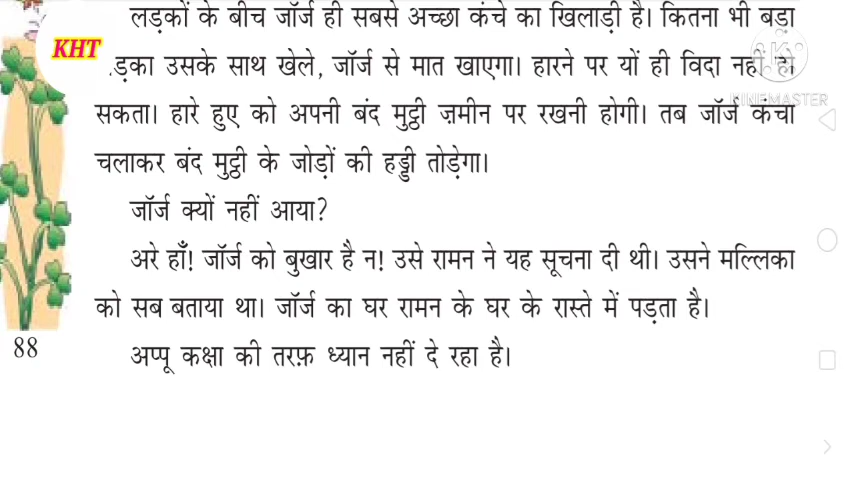 लड़कों के बीच जॉर्ज ही सबसे अच्छा कंचे का खिलाड़ी है। कितना भी बड़ा
KHT
लड़का उसके साथ खेले, जॉर्ज से मात खाएगा। हारने पर यों ही विदा नहीं हो
KINEMASTER
सकता। हारे हुए को अपनी बंद मुट्ठी ज़मीन पर रखनी होगी। तब जॉर्ज कंचा
चलाकर बंद मुट्ठी के जोड़ों की हड्डी तोड़ेगा।
जॉर्ज क्यों नहीं आया?
अरे हाँ! जॉर्ज को बुखार है न! उसे रामन ने यह सूचना दी थी। उसने मल्लिका
को सब बताया था। जॉर्ज का घर रामन के घर के रास्ते में पड़ता है।
88
अप्पू कक्षा की तरफ़ ध्यान नहीं दे रहा है।